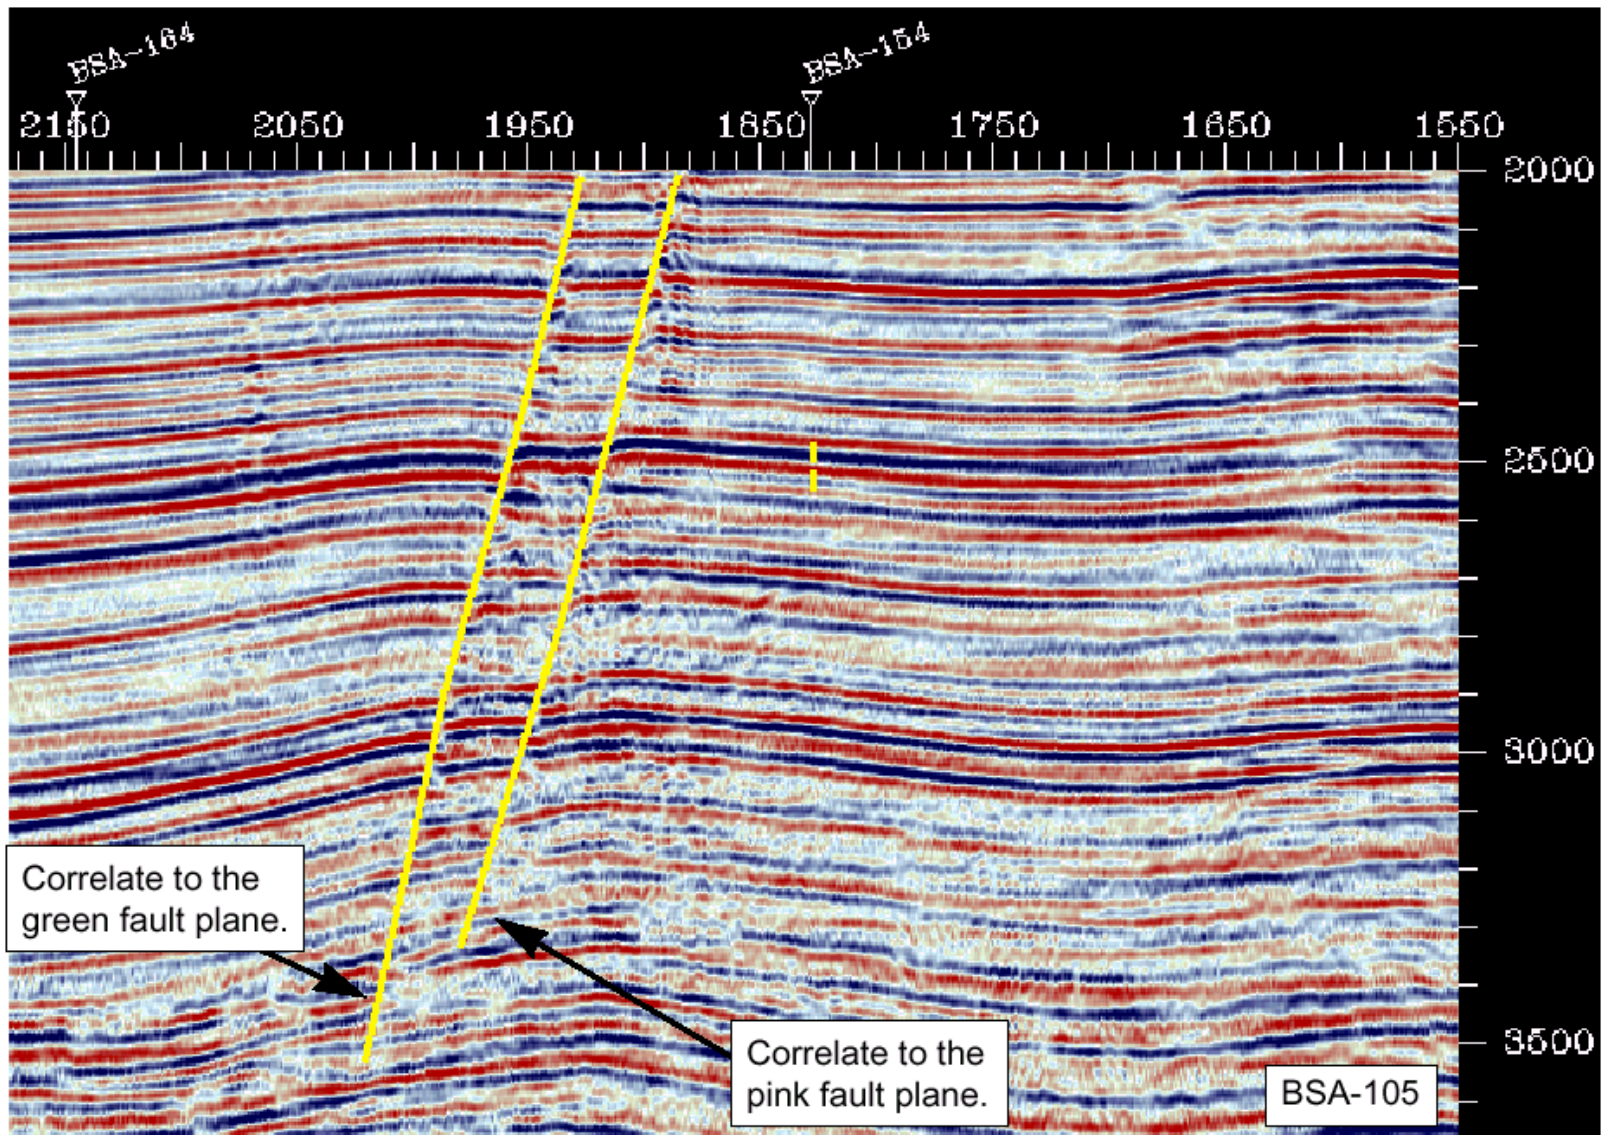 BSA-164
BSA-154
2150 2050 1950 1850 1750 1650 1550
2000
2500
3000
3500
Correlate to the
green fault plane.
Correlate to the
pink fault plane.
BSA-105